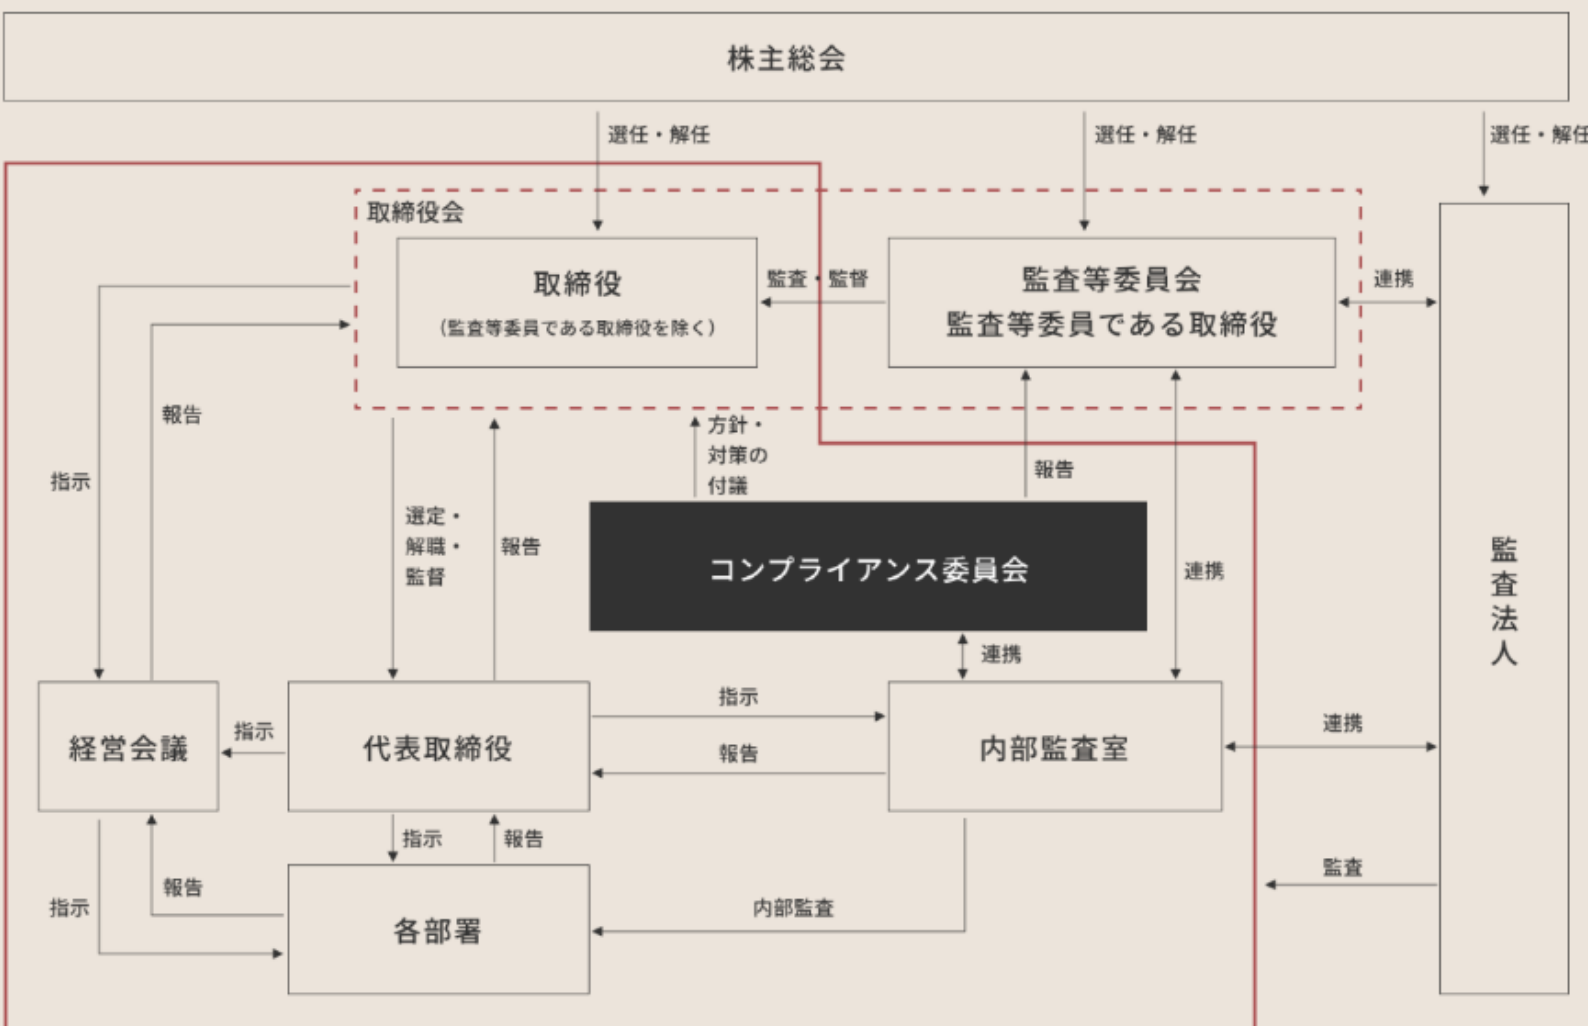 株主総会
選任・解任
選任・解任
選任・解任
取締役会
取締役
（監査等委員である取締役を除く）
監査・監督
監査等委員会
監査等委員である取締役
連携
報告
指示
選定・
解職・
監督
報告
方針・
対策の
付議
報告
連携
コンプライアンス委員会
連携
監査法人
経営会議
指示
代表取締役
指示
報告
内部監査室
連携
指示
報告
監査
指示
報告
各部署
内部監査